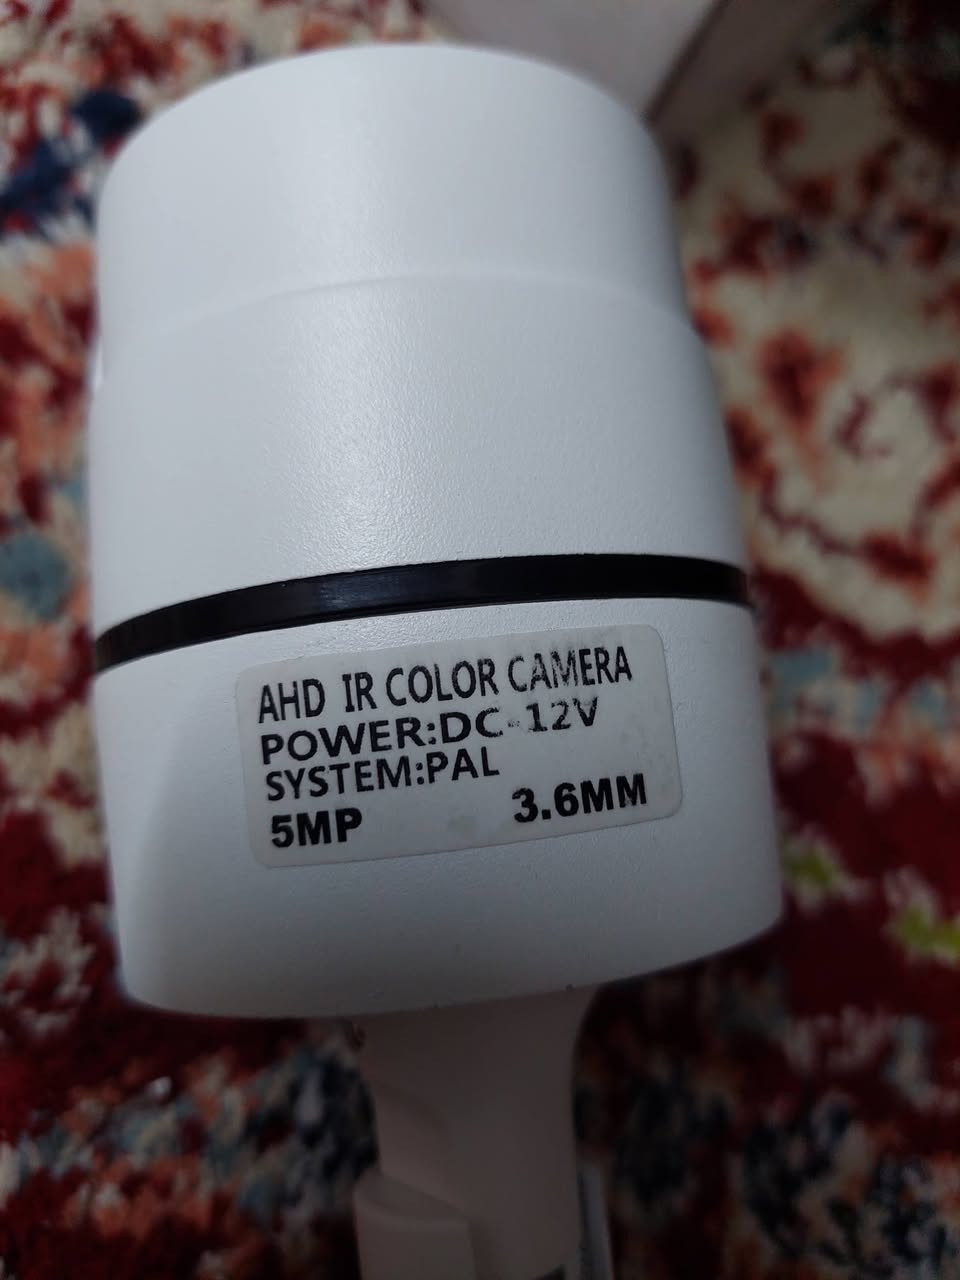 AHD IR COLOR CAMERA
POWER:DC-12V
SYSTEM:PAL
5MP 3.6MM